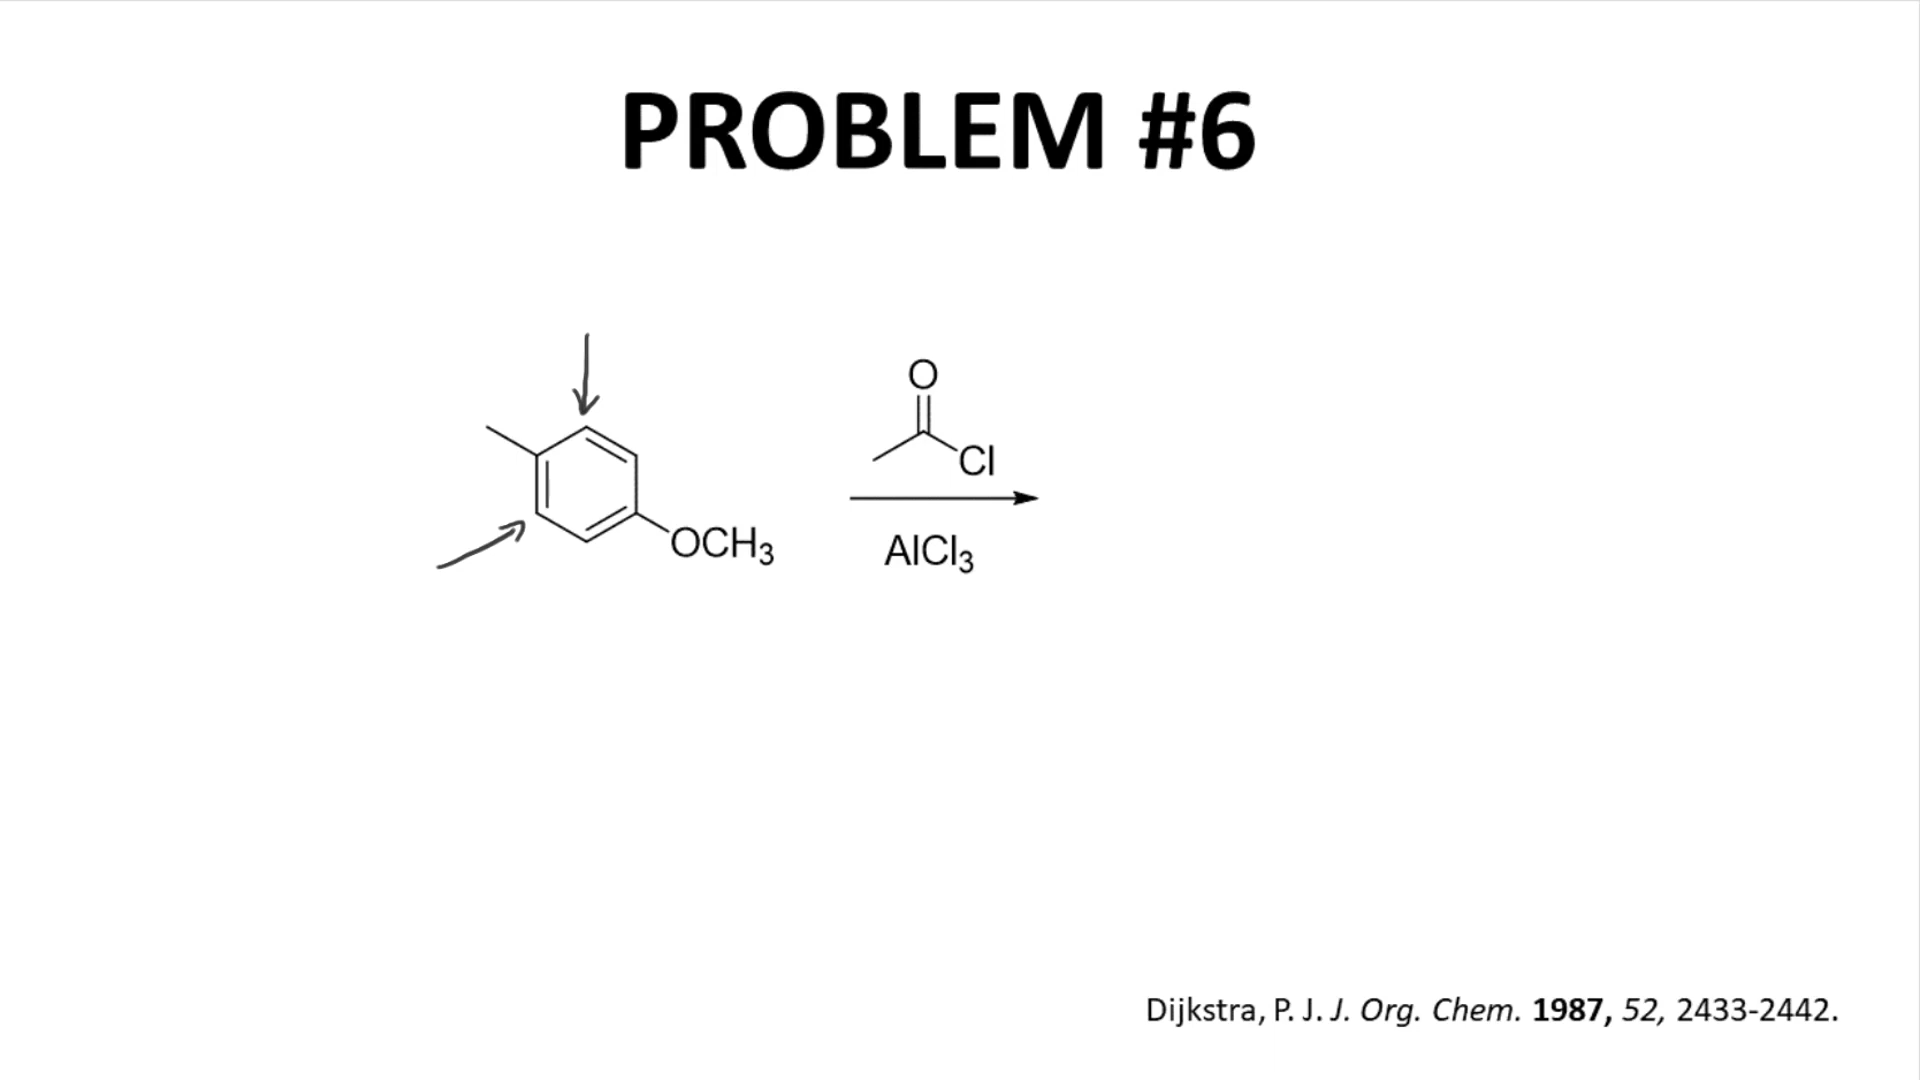 PROBLEM #6
O
Cl
OCH₃
AlCl₃
Dijkstra, P. J. J. Org. Chem. 1987, 52, 2433-2442.